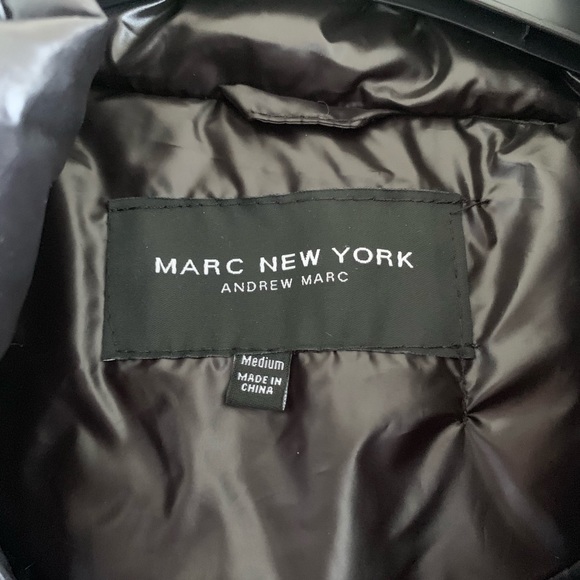 MARC NEW YORK
ANDREW MARC
Medium
MADE IN
CHINA